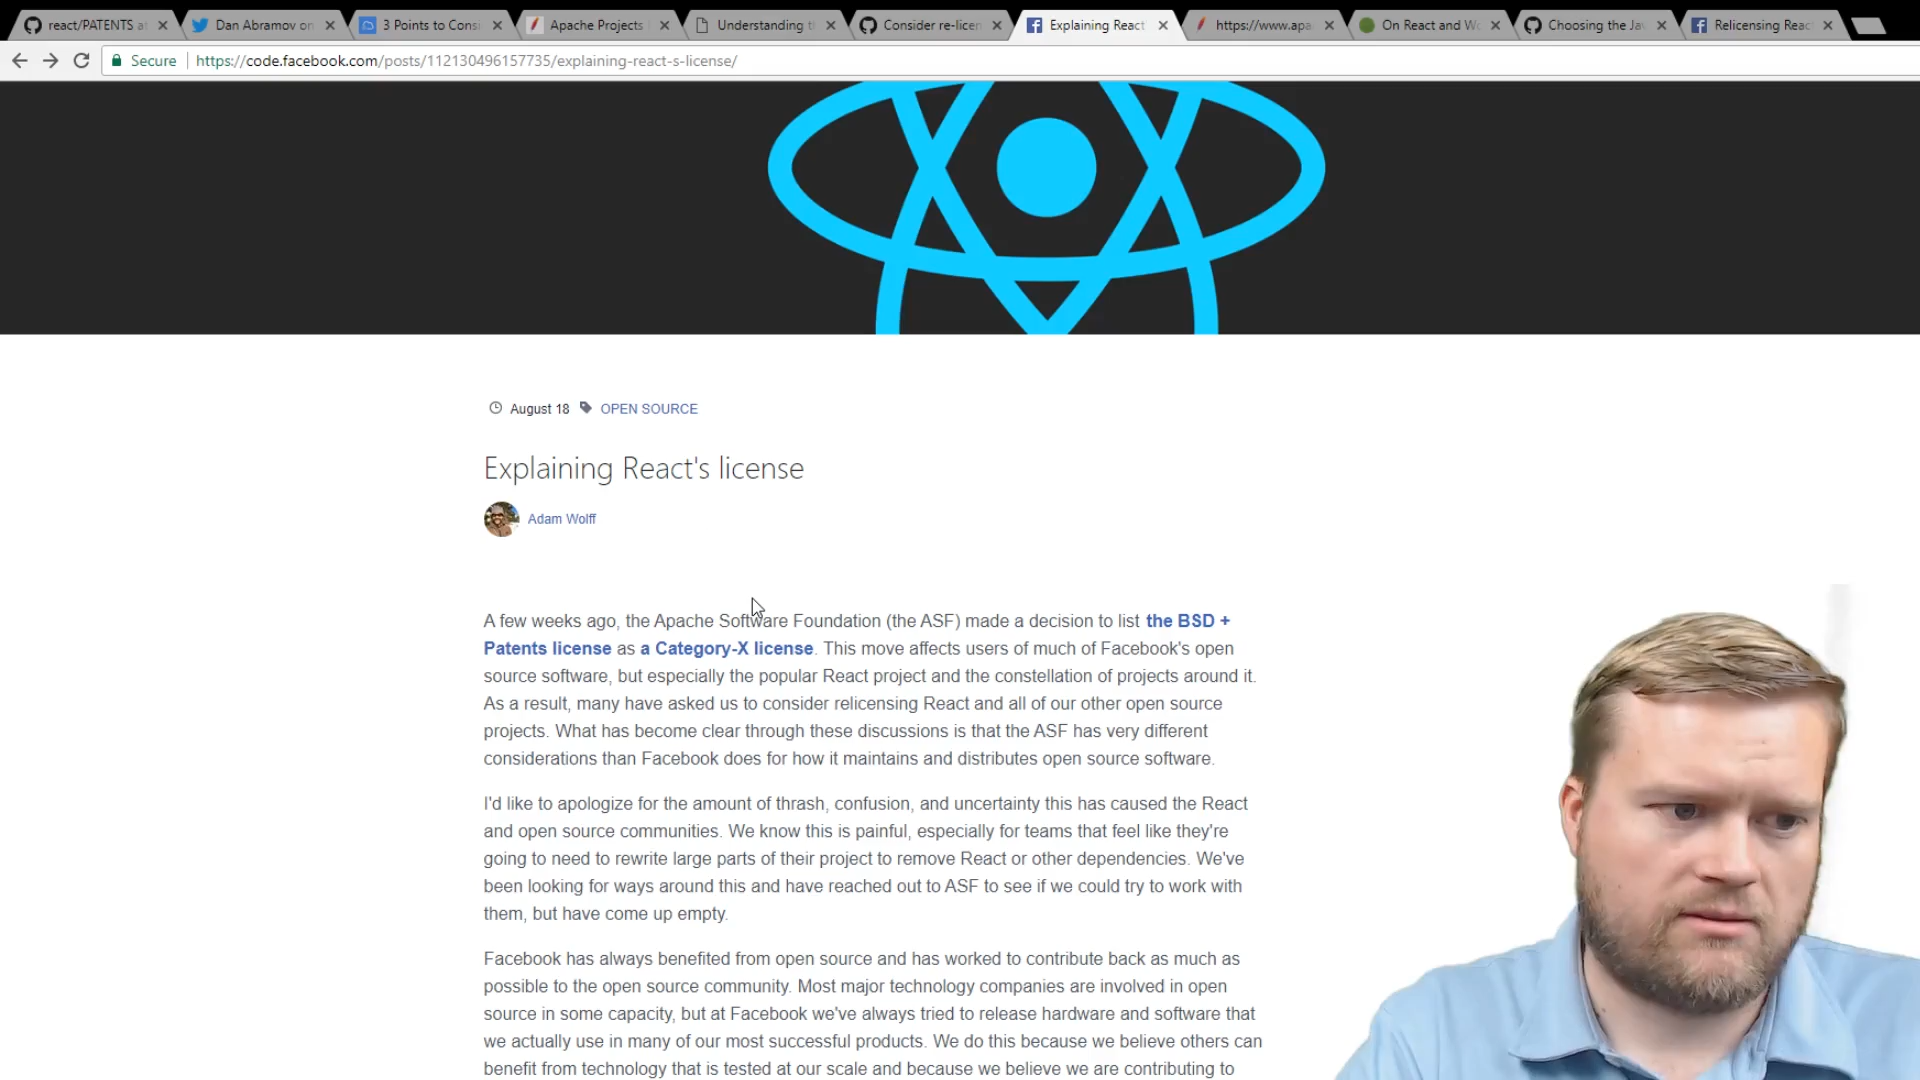 react/PATENTS at
Dan Abramov on
3 Points to Cons
Apache Projects
Understanding t
Consider re-licen
Explaining React'
https://www.apa
On React and Wo
Choosing the Jav
Relicensing Reac
Secure
https://code.facebook.com/posts/112130496157735/explaining-react-s-license/
August 18 OPEN SOURCE
Explaining React's license
Adam Wolff
A few weeks ago, the Apache Software Foundation (the ASF) made a decision to list the BSD +
Patents license as a Category-X license. This move affects users of much of Facebook's open
source software, but especially the popular React project and the constellation of projects around it.
As a result, many have asked us to consider relicensing React and all of our other open source
projects. What has become clear through these discussions is that the ASF has very different
considerations than Facebook does for how it maintains and distributes open source software.
I'd like to apologize for the amount of thrash, confusion, and uncertainty this has caused the React
and open source communities. We know this is painful, especially for teams that feel like they're
going to need to rewrite large parts of their project to remove React or other dependencies. We've
been looking for ways around this and have reached out to ASF to see if we could try to work with
them, but have come up empty.
Facebook has always benefited from open source and has worked to contribute back as much as
possible to the open source community. Most major technology companies are involved in open
source in some capacity, but at Facebook we've always tried to release hardware and software that
we actually use in many of our most successful products. We do this because we believe others can
benefit from technology that is tested at our scale and because we believe we are contributing to